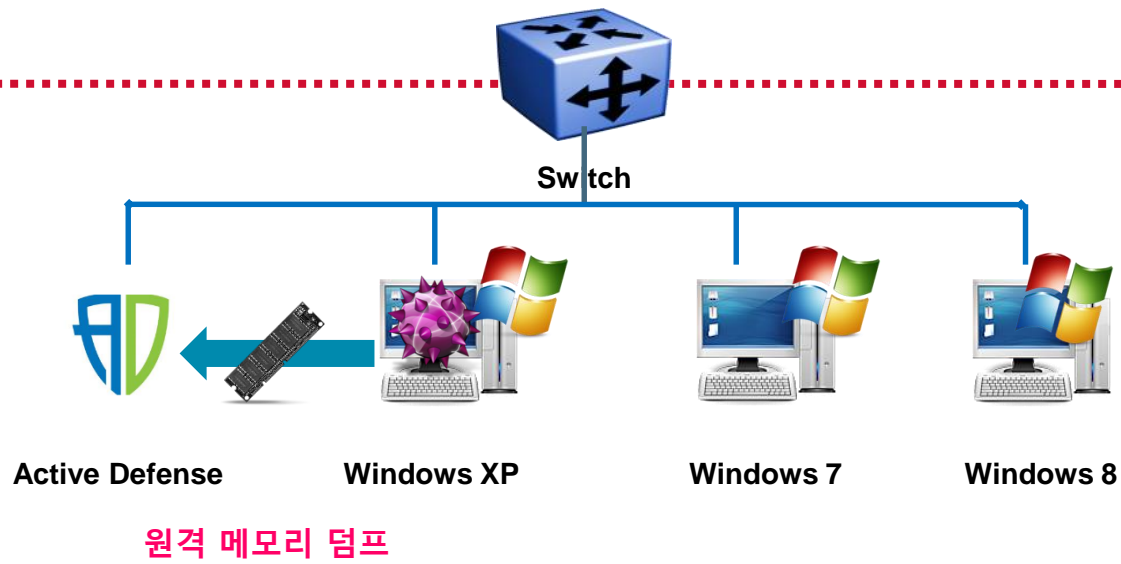 Switch
Active Defense
Windows XP
Windows 7
Windows 8
원격 메모리 덤프